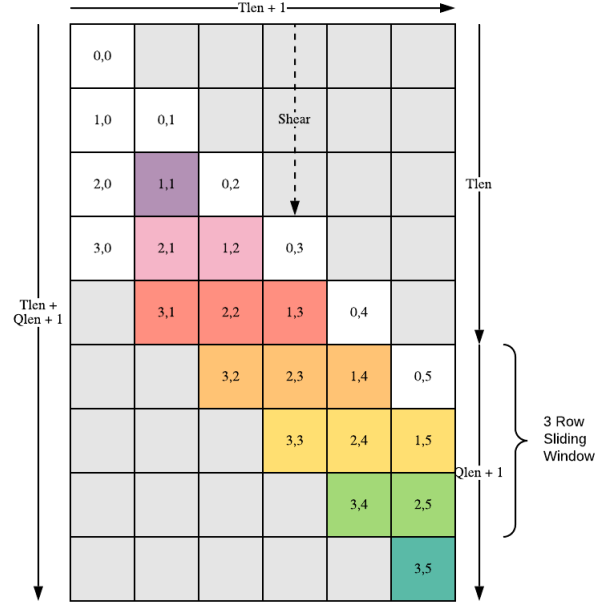 Tlen + 1
0,0
1,0 0,1 Shear
2,0 1,1 0,2 Tlen
3,0 2,1 1,2 0,3
Tlen +
Qlen + 1
3,1 2,2 1,3 0,4
3,2 2,3 1,4 0,5
3,3 2,4 1,5
3 Row
Sliding
Window
Qlen + 1
3,4 2,5
3,5